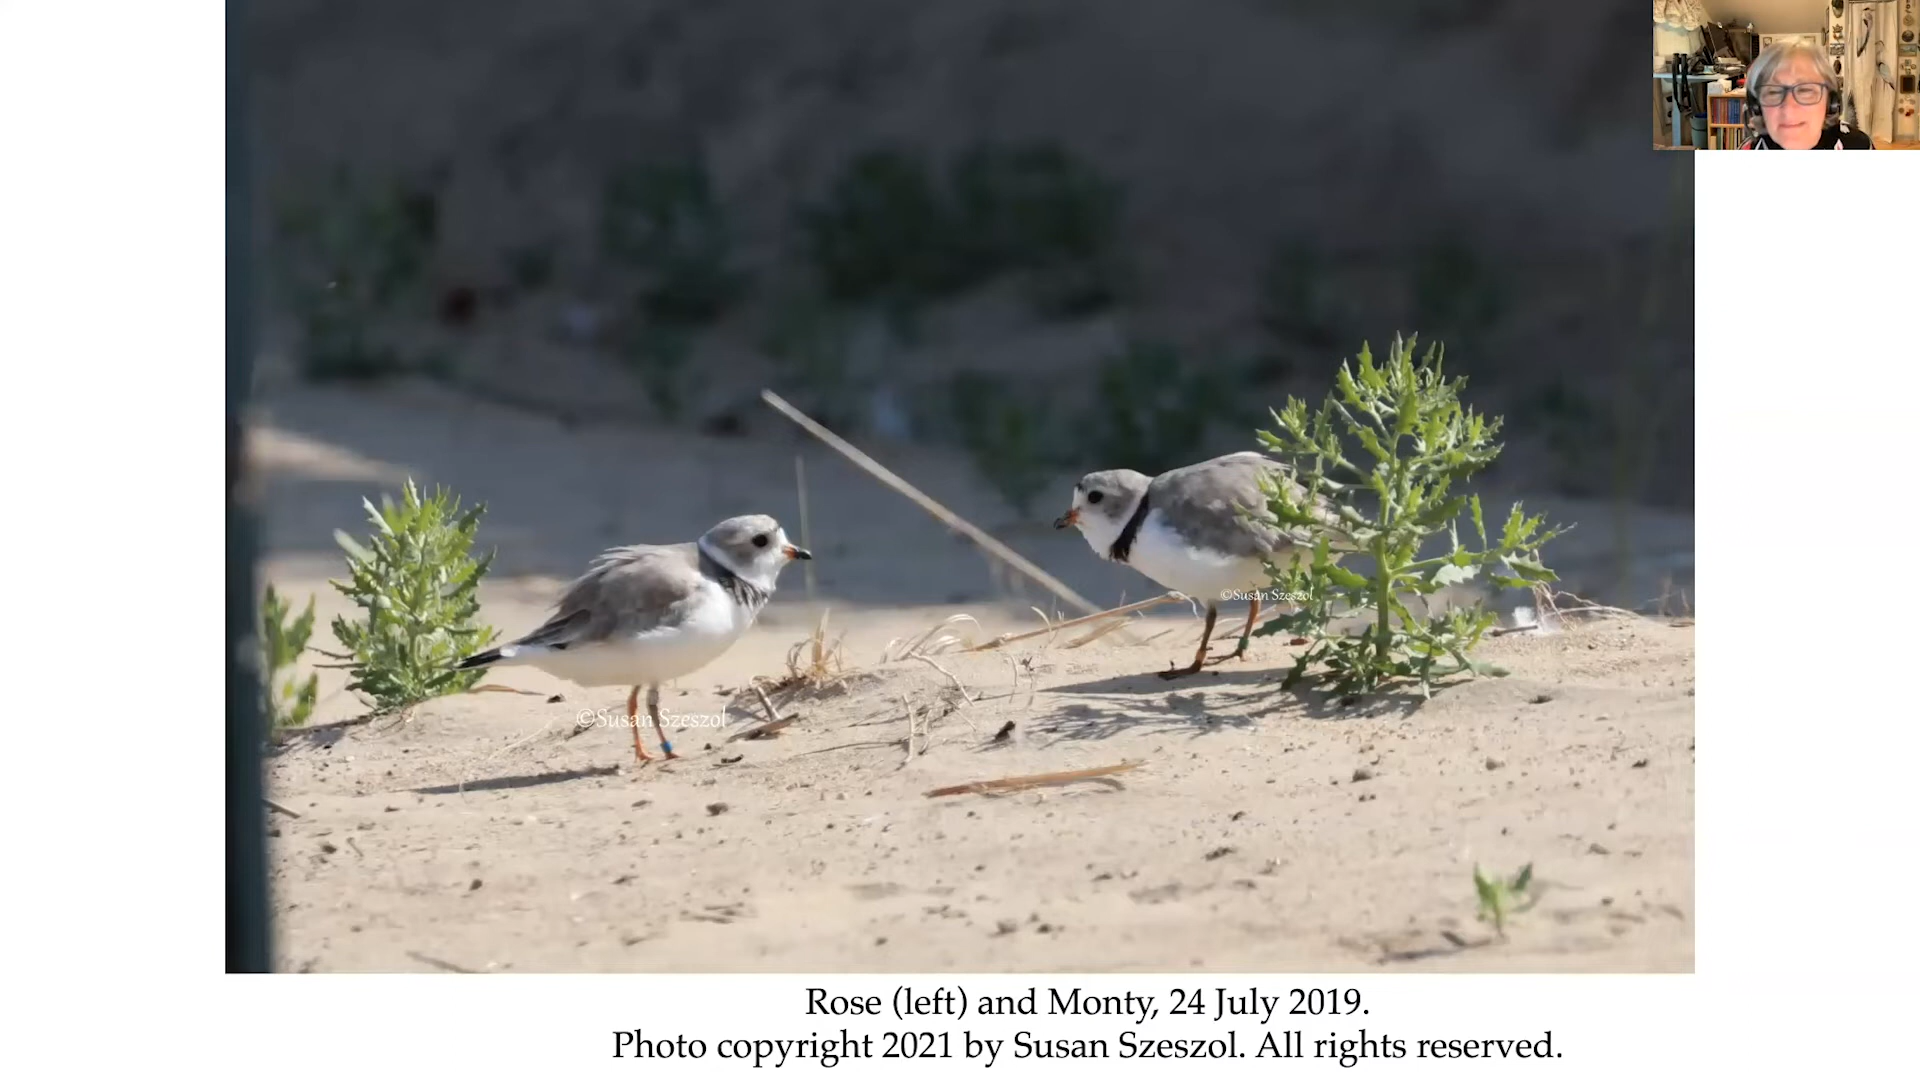 ©Susan Szeszol
©Susan Szeszol
Rose (left) and Monty, 24 July 2019.
Photo copyright 2021 by Susan Szeszol. All rights reserved.